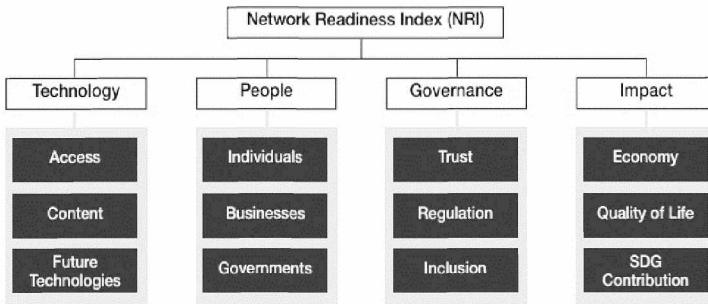 Network Readiness Index (NRI)
Technology
People
Governance
Impact
Access
Individuals
Trust
Economy
Content
Businesses
Regulation
Quality of Life
Future
Technologies
Governments
Inclusion
SDG
Contribution